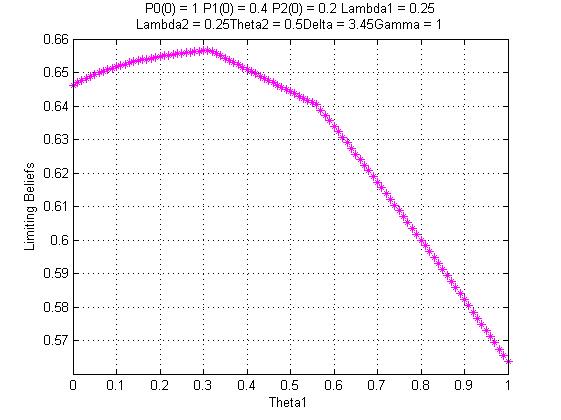 P0(0) = 1 P1(0) = 0.4 P2(0) = 0.2 Lambda1 = 0.25
Lambda2 = 0.25Theta2 = 0.5Delta = 3.45Gamma = 1
0.66
0.65
0.64
0.63
0.62
0.61
0.6
0.59
0.58
0.57
Limiting Beliefs
0 0.1 0.2 0.3 0.4 0.5 0.6 0.7 0.8 0.9 1
Theta1